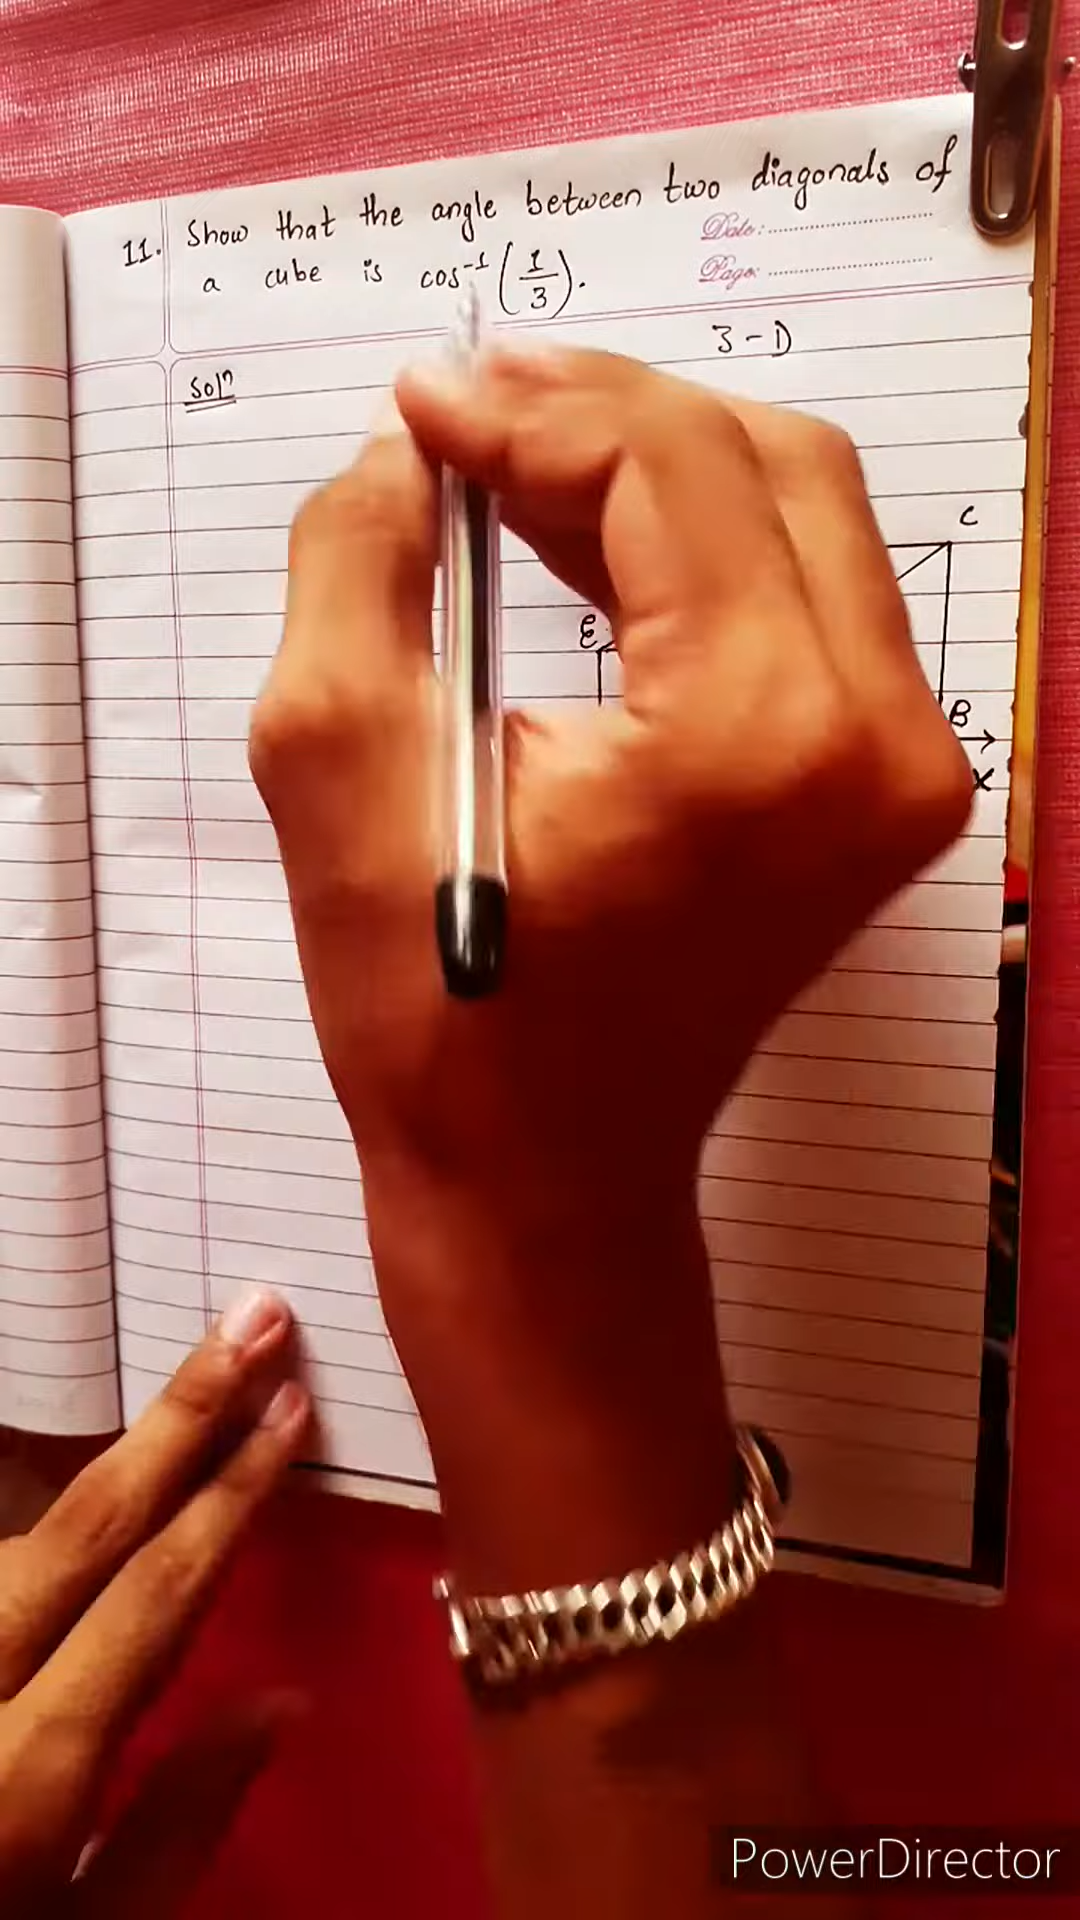 11. Show that the angle between two diagonals of
Date:
a cube is cos⁻¹(1/3).
Page:
3-D
Solⁿ
C
E
B
X
PowerDirector